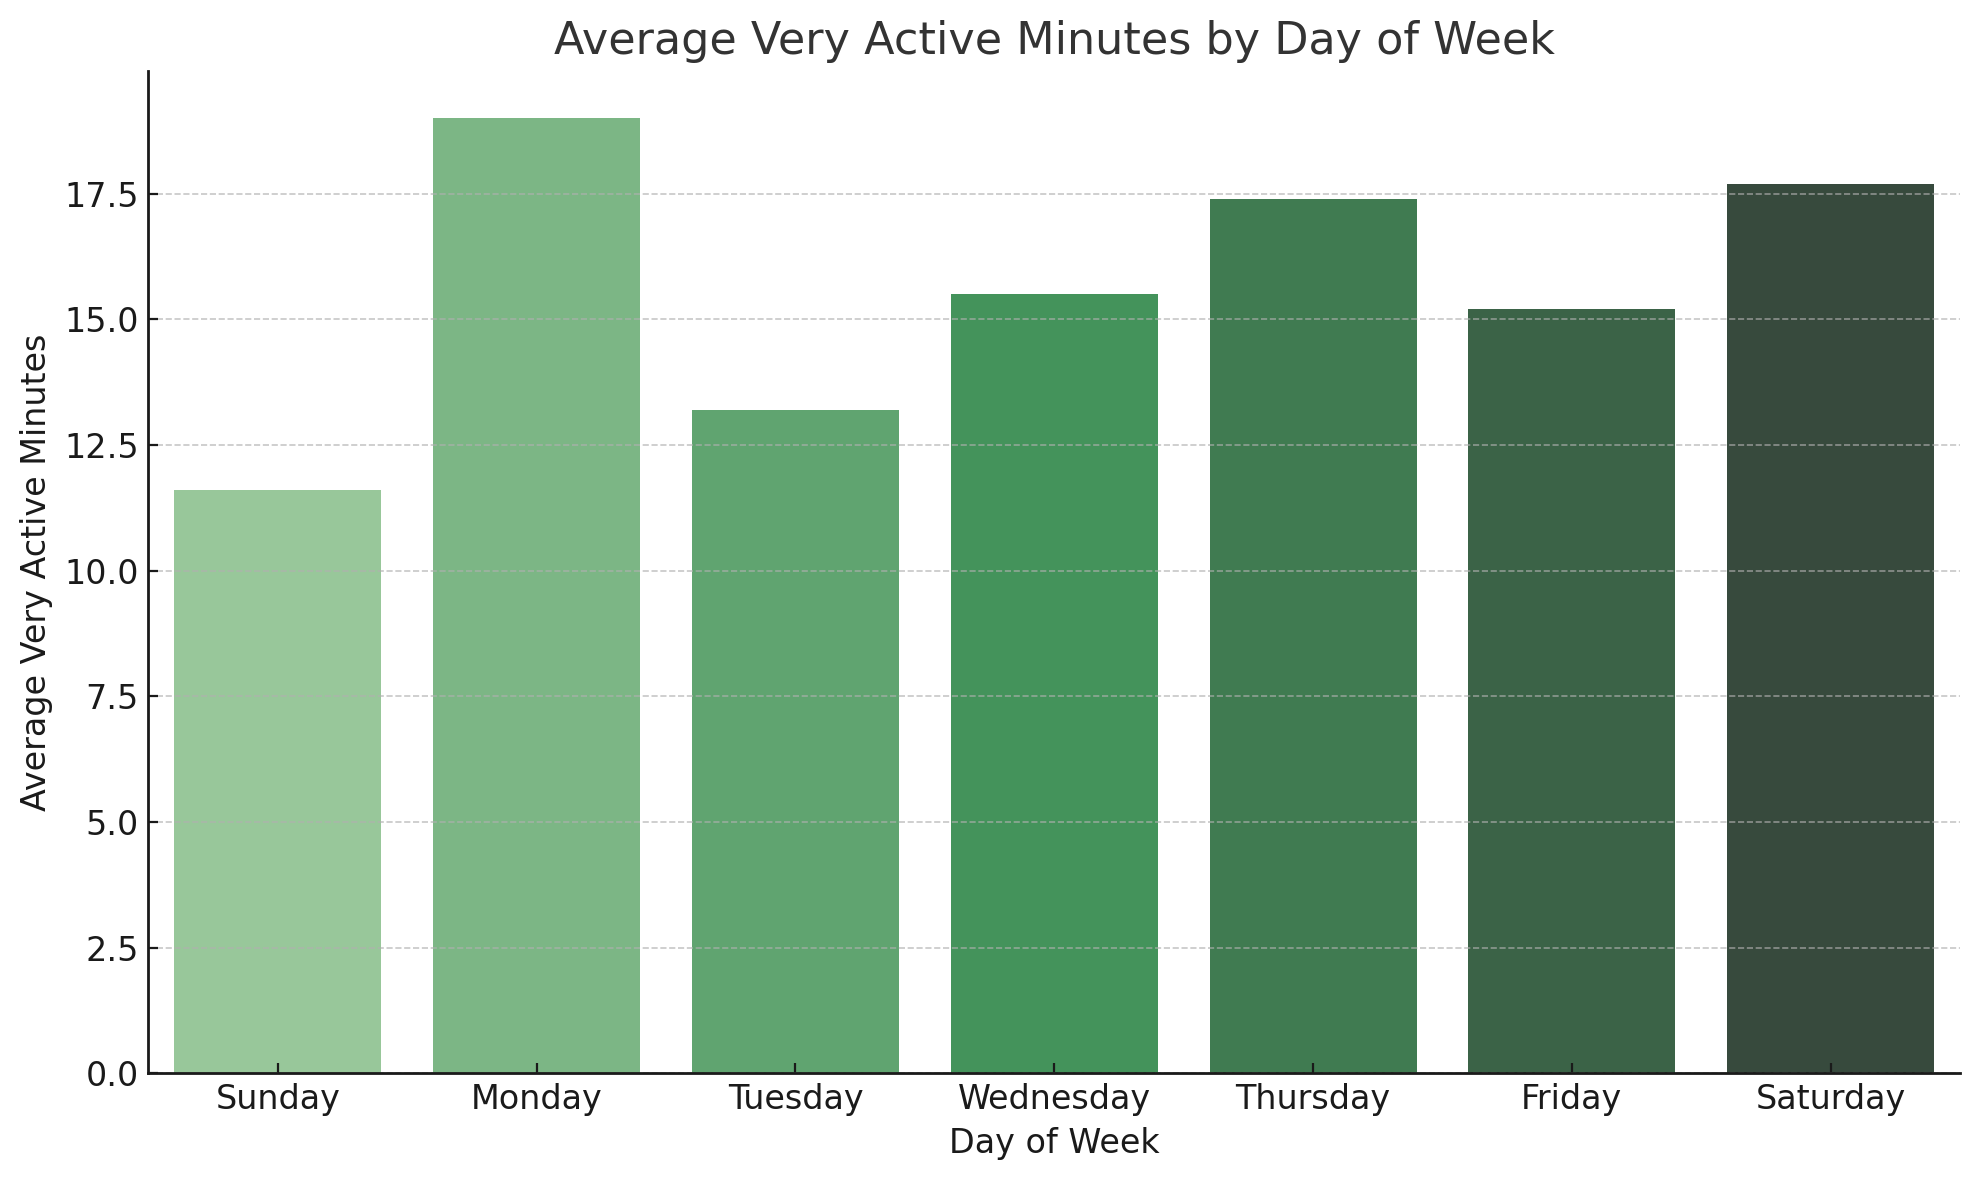 Average Very Active Minutes by Day of Week
Average Very Active Minutes
17.5
15.0
12.5
10.0
7.5
5.0
2.5
0.0
Sunday Monday Tuesday Wednesday Thursday Friday Saturday
Day of Week